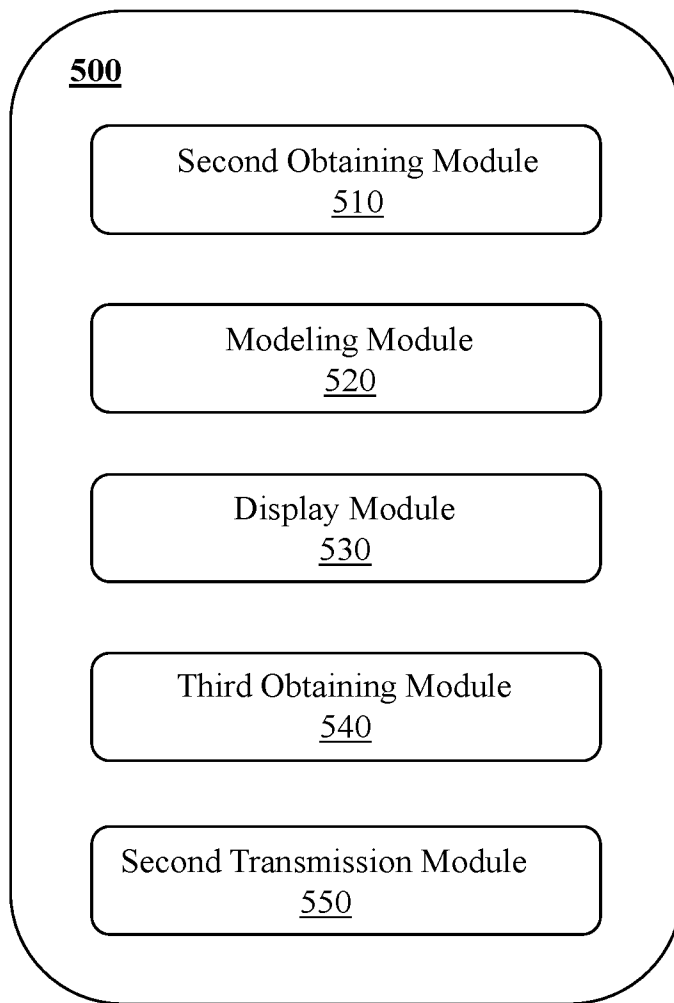 500
Second Obtaining Module
510
Modeling Module
520
Display Module
530
Third Obtaining Module
540
Second Transmission Module
550